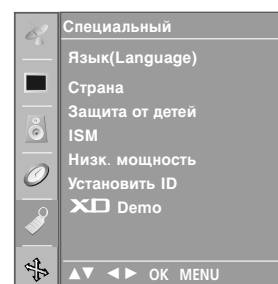 Специальный
Язык(Language)
Страна
Защита от детей
ISM
Низк. мощность
Установить ID
XD Demo
▲▼ ◄► OK MENU